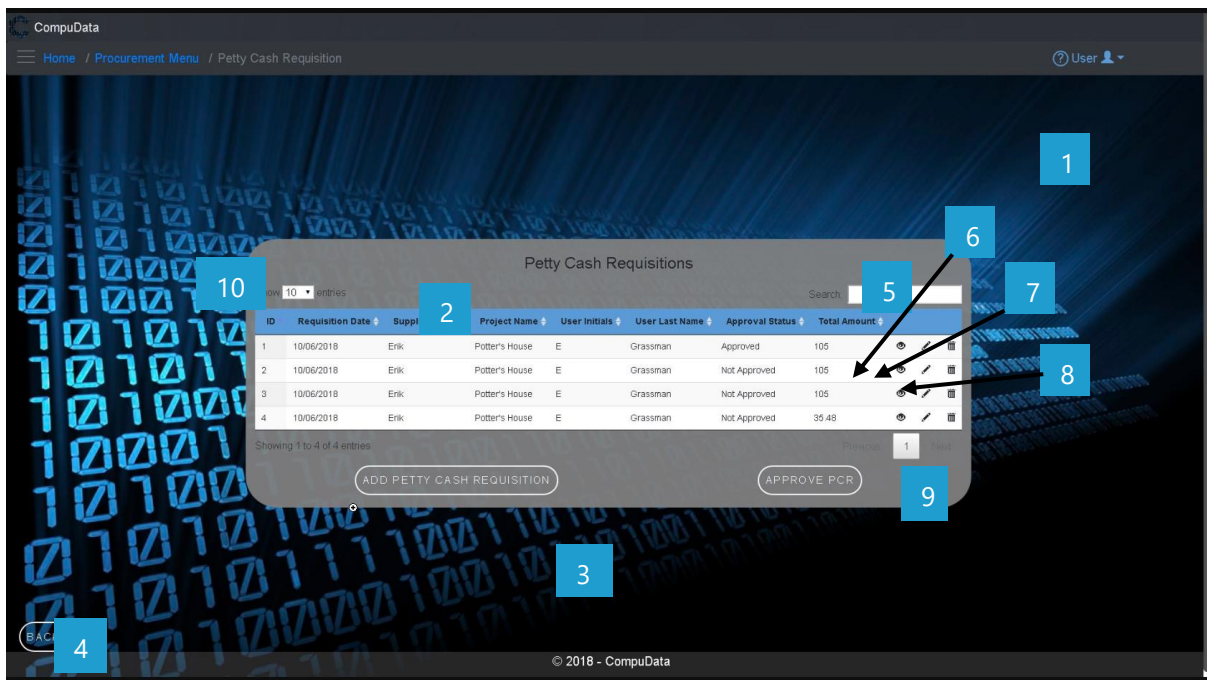 CompuData
Home / Procurement Menu / Petty Cash Requisition
User
1
6
Petty Cash Requisitions
10
10 entries
Search
5
7
2
ID Requisition Date Project Name User Initials User Last Name Approval Status Total Amount
1 10/06/2018 Erik Potter's House E Grassman Approved 105
2 10/06/2018 Erik Potter's House E Grassman Not Approved 105
8
3 10/06/2018 Erik Potter's House E Grassman Not Approved 105
4 10/06/2018 Erik Potter's House E Grassman Not Approved 35.48
Showing 1 to 4 of 4 entries Previous 1 Next
ADD PETTY CASH REQUISITION APPROVE PCR
9
3
4
© 2018 - CompuData